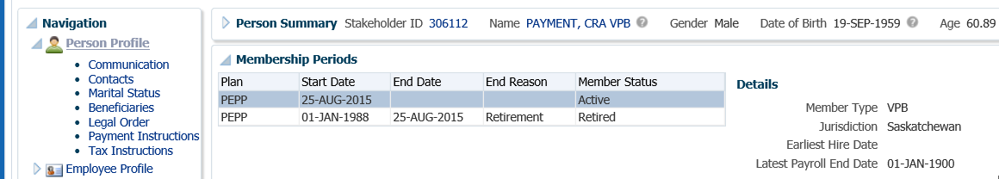 Navigation
Person Profile
Communication
Contacts
Marital Status
Beneficiaries
Legal Order
Payment Instructions
Tax Instructions
Employee Profile
Person Summary Stakeholder ID 306112 Name PAYMENT, CRA VPB Gender Male Date of Birth 19-SEP-1959 Age 60.89
Membership Periods
Plan Start Date End Date End Reason Member Status
PEPP 25-AUG-2015 Active
PEPP 01-JAN-1988 25-AUG-2015 Retirement Retired
Details
Member Type VPB
Jurisdiction Saskatchewan
Earliest Hire Date
Latest Payroll End Date 01-JAN-1900